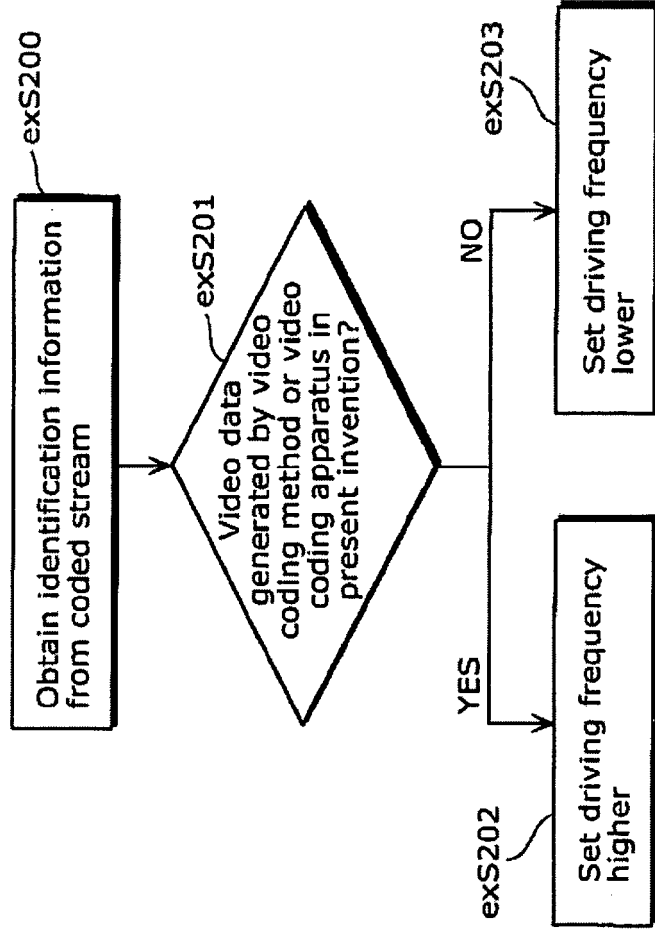 exS200
Obtain identification information
from coded stream
exS201
Video data
generated by video
coding method or video
coding apparatus in
present invention?
YES
NO
exS202
Set driving frequency
higher
exS203
Set driving frequency
lower